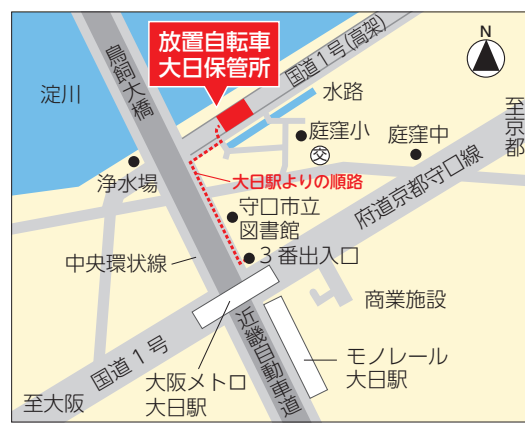 放置自転車
大日保管所
国道1号(高架)
N
鳥飼大橋
淀川
水路
至京都
庭窪小
交
庭窪中
浄水場
大日駅よりの順路
守口市立
図書館
府道京都守口線
3番出入口
中央環状線
商業施設
近畿自動車道
国道1号
モノレール
大日駅
大阪メトロ
大日駅
至大阪